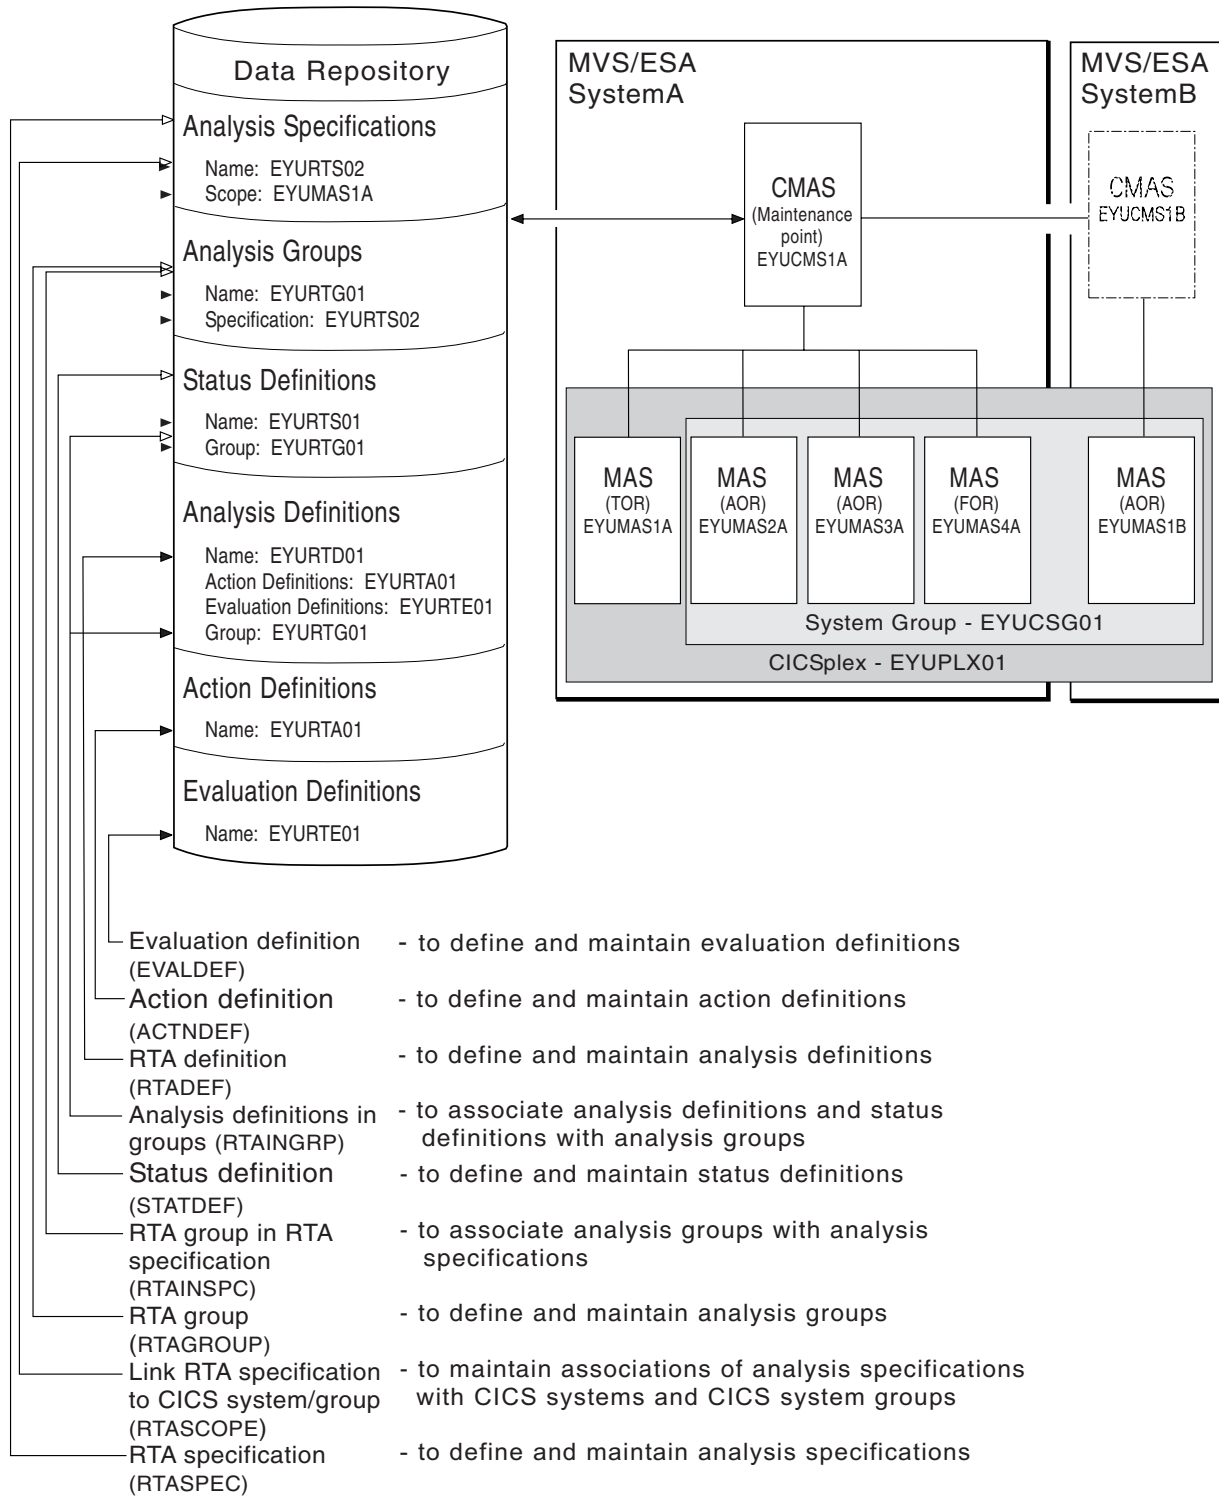 Data Repository
Analysis Specifications
Name: EYURTS02
Scope: EYUMAS1A
Analysis Groups
Name: EYURTG01
Specification: EYURTS02
Status Definitions
Name: EYURTS01
Group: EYURTG01
Analysis Definitions
Name: EYURTD01
Action Definitions: EYURTA01
Evaluation Definitions: EYURTE01
Group: EYURTG01
Action Definitions
Name: EYURTA01
Evaluation Definitions
Name: EYURTE01
MVS/ESA
SystemA
CMAS
(Maintenance
point)
EYUCMS1A
MVS/ESA
SystemB
CMAS
EYUCMS1B
MAS
(TOR)
EYUMAS1A
MAS
(AOR)
EYUMAS2A
MAS
(AOR)
EYUMAS3A
MAS
(FOR)
EYUMAS4A
MAS
(AOR)
EYUMAS1B
System Group - EYUCSG01
CICSplex - EYUPLX01
Evaluation definition - to define and maintain evaluation definitions
(EVALDEF)
Action definition - to define and maintain action definitions
(ACTNDEF)
RTA definition - to define and maintain analysis definitions
(RTADEF)
Analysis definitions in - to associate analysis definitions and status
groups (RTAINGRP) definitions with analysis groups
Status definition - to define and maintain status definitions
(STATDEF)
RTA group in RTA - to associate analysis groups with analysis
specification specifications
(RTAINSPC)
RTA group - to define and maintain analysis groups
(RTAGROUP)
Link RTA specification - to maintain associations of analysis specifications
to CICS system/group with CICS systems and CICS system groups
(RTASCOPE)
RTA specification - to define and maintain analysis specifications
(RTASPEC)